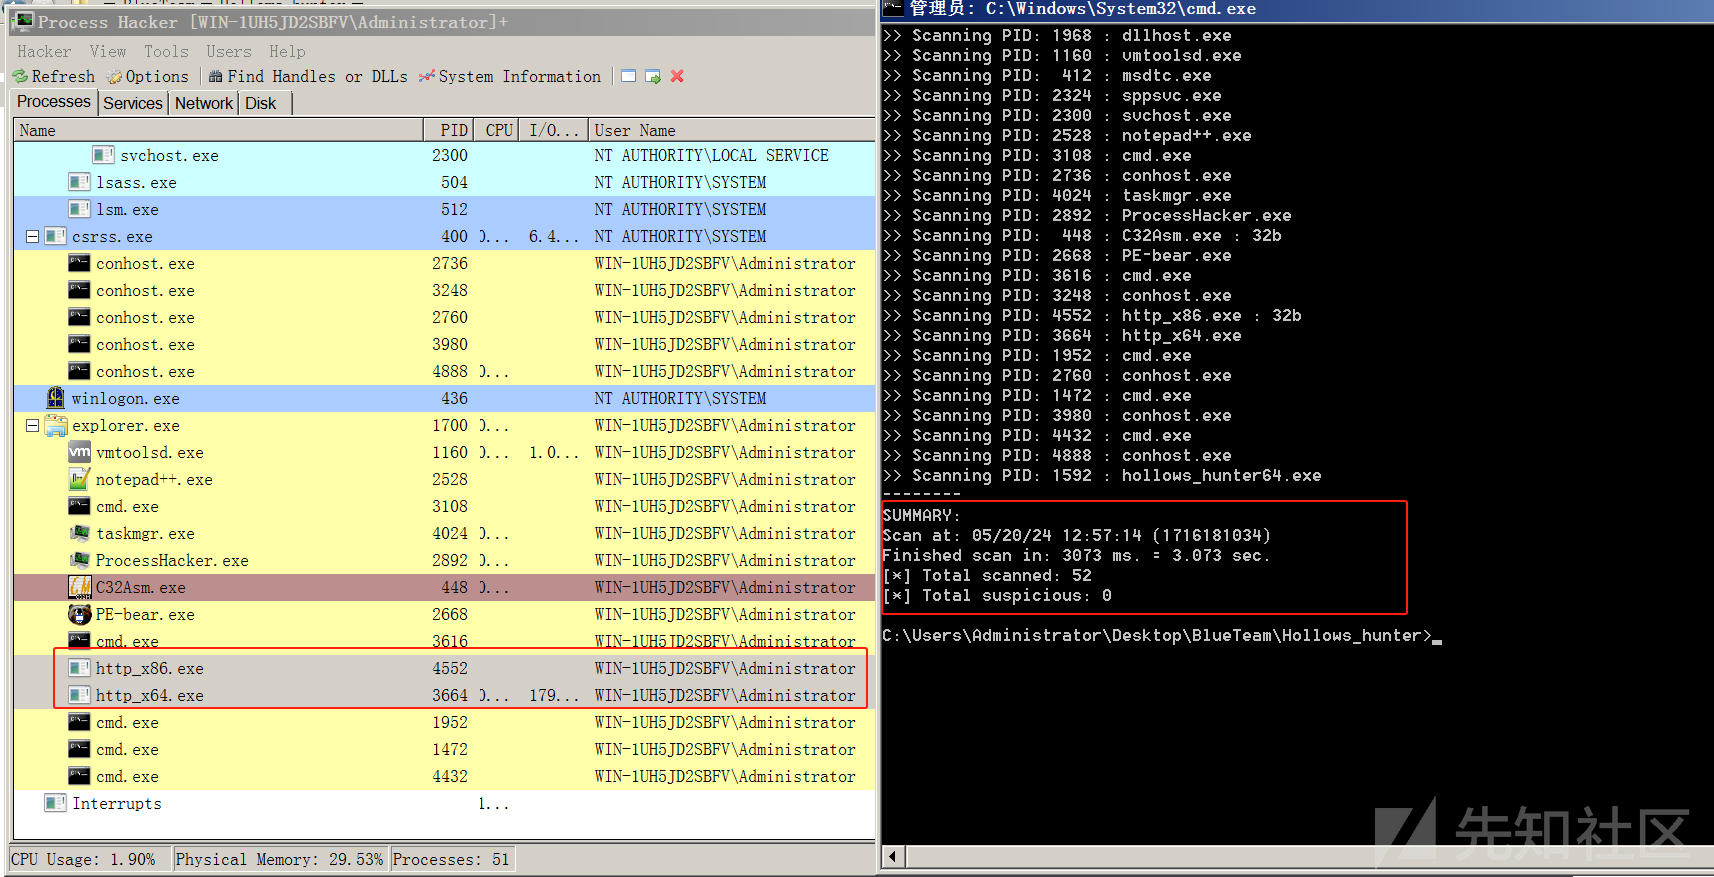 Process Hacker [WIN-1UH5JD2SBFV\Administrator]+
Hacker View Tools Users Help
Refresh Options Find Handles or DLLs System Information
Processes Services Network Disk
Name PID CPU I/O... User Name
svchost.exe 2300 NT AUTHORITY\LOCAL SERVICE
lsass.exe 504 NT AUTHORITY\SYSTEM
lsm.exe 512 NT AUTHORITY\SYSTEM
csrss.exe 400 0... 6.4... NT AUTHORITY\SYSTEM
conhost.exe 2736 WIN-1UH5JD2SBFV\Administrator
conhost.exe 3248 WIN-1UH5JD2SBFV\Administrator
conhost.exe 2760 WIN-1UH5JD2SBFV\Administrator
conhost.exe 3980 WIN-1UH5JD2SBFV\Administrator
conhost.exe 4888 0... WIN-1UH5JD2SBFV\Administrator
winlogon.exe 436 NT AUTHORITY\SYSTEM
explorer.exe 1700 0... WIN-1UH5JD2SBFV\Administrator
vmtoolsd.exe 1160 0... 1.0... WIN-1UH5JD2SBFV\Administrator
notepad++.exe 2528 WIN-1UH5JD2SBFV\Administrator
cmd.exe 3108 WIN-1UH5JD2SBFV\Administrator
taskmgr.exe 4024 0... WIN-1UH5JD2SBFV\Administrator
ProcessHacker.exe 2892 0... WIN-1UH5JD2SBFV\Administrator
C32Asm.exe 448 0... WIN-1UH5JD2SBFV\Administrator
PE-bear.exe 2668 WIN-1UH5JD2SBFV\Administrator
cmd.exe 3616 WIN-1UH5JD2SBFV\Administrator
http_x86.exe 4552 WIN-1UH5JD2SBFV\Administrator
http_x64.exe 3664 0... 179... WIN-1UH5JD2SBFV\Administrator
cmd.exe 1952 WIN-1UH5JD2SBFV\Administrator
cmd.exe 1472 WIN-1UH5JD2SBFV\Administrator
cmd.exe 4432 WIN-1UH5JD2SBFV\Administrator
Interrupts 1...
CPU Usage: 1.90% Physical Memory: 29.53% Processes: 51
管理员: C:\Windows\System32\cmd.exe
>> Scanning PID: 1968 : dllhost.exe
>> Scanning PID: 1160 : vmtoolsd.exe
>> Scanning PID:  412 : msdtc.exe
>> Scanning PID: 2324 : sppsvc.exe
>> Scanning PID: 2300 : svchost.exe
>> Scanning PID: 2528 : notepad++.exe
>> Scanning PID: 3108 : cmd.exe
>> Scanning PID: 2736 : conhost.exe
>> Scanning PID: 4024 : taskmgr.exe
>> Scanning PID: 2892 : ProcessHacker.exe
>> Scanning PID:  448 : C32Asm.exe : 32b
>> Scanning PID: 2668 : PE-bear.exe
>> Scanning PID: 3616 : cmd.exe
>> Scanning PID: 3248 : conhost.exe
>> Scanning PID: 4552 : http_x86.exe : 32b
>> Scanning PID: 3664 : http_x64.exe
>> Scanning PID: 1952 : cmd.exe
>> Scanning PID: 2760 : conhost.exe
>> Scanning PID: 1472 : cmd.exe
>> Scanning PID: 3980 : conhost.exe
>> Scanning PID: 4432 : cmd.exe
>> Scanning PID: 4888 : conhost.exe
>> Scanning PID: 1592 : hollows_hunter64.exe
--------
SUMMARY:
Scan at: 05/20/24 12:57:14 (1716181034)
Finished scan in: 3073 ms. = 3.073 sec.
[*] Total scanned: 52
[*] Total suspicious: 0
C:\Users\Administrator\Desktop\BlueTeam\Hollows_hunter>_
先知社区